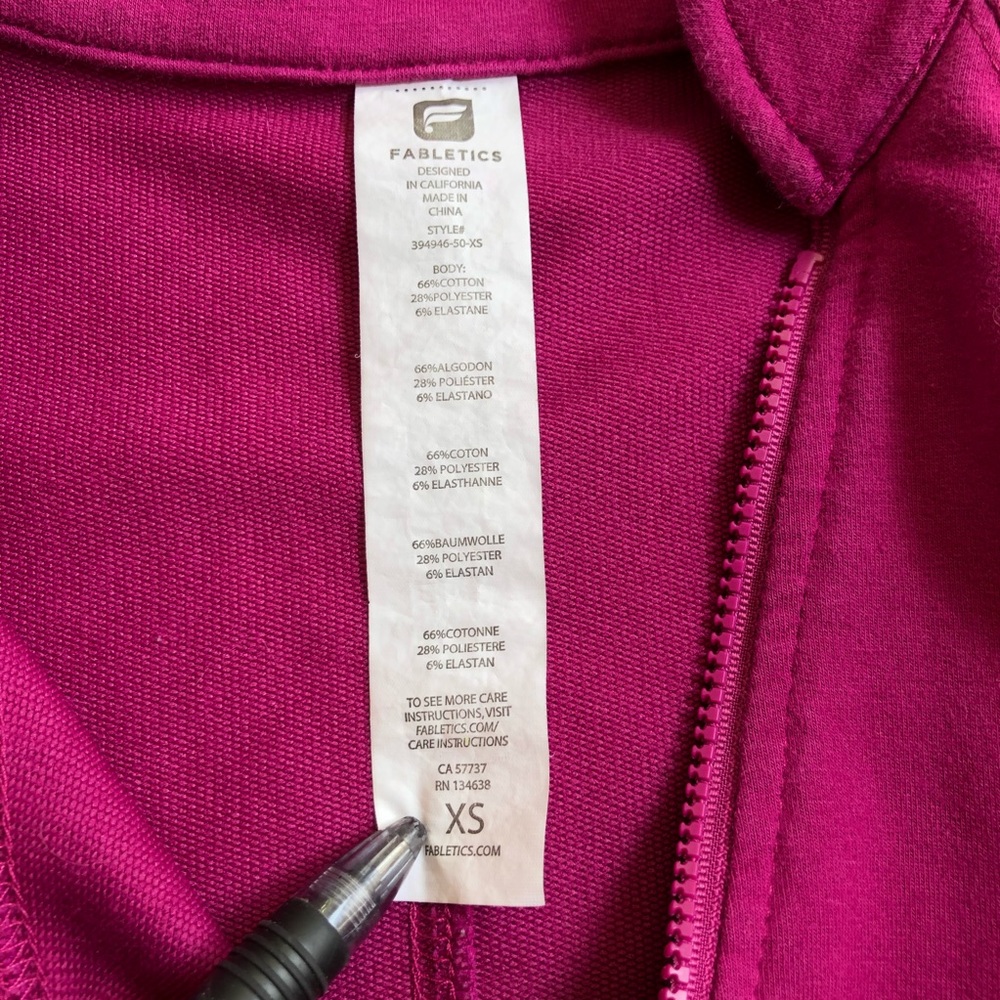 FABLETICS
DESIGNED
IN CALIFORNIA
MADE IN
CHINA
STYLE#
394946-50-XS
BODY:
66%COTTON
28%POLYESTER
6% ELASTANE
66%ALGODON
28% POLIÉSTER
6% ELASTANO
66%COTON
28% POLYESTER
6% ELASTHANNE
66%BAUMWOLLE
28% POLYESTER
6% ELASTAN
66%COTONNE
28% POLIESTERE
6% ELASTAN
TO SEE MORE CARE
INSTRUCTIONS,VISIT
FABLETICS.COM/
CARE INSTRUCTIONS
CA 57737
RN 134638
XS
FABLETICS.COM